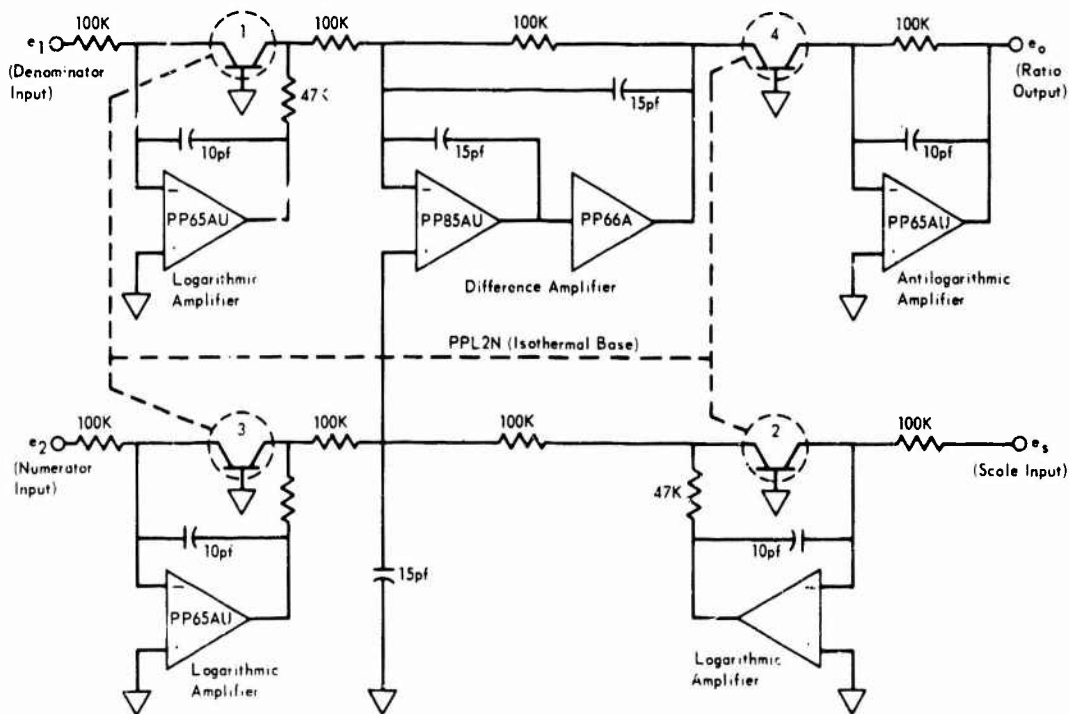 100K
1
100K
100K
4
100K
e1
(Denominator
Input)
47K
15pf
eo
(Ratio
Output)
10pf
15pf
10pf
−
PP65AU
−
PP85AU
PP66A
−
PP65AU
Logarithmic
Amplifier
Difference Amplifier
Antilogarithmic
Amplifier
PPL2N (Isothermal Base)
100K
3
100K
100K
2
100K
e2
(Numerator
Input)
47K
es
(Scale Input)
10pf
15pf
10pf
−
PP65AU
−
Logarithmic
Amplifier
Logarithmic
Amplifier